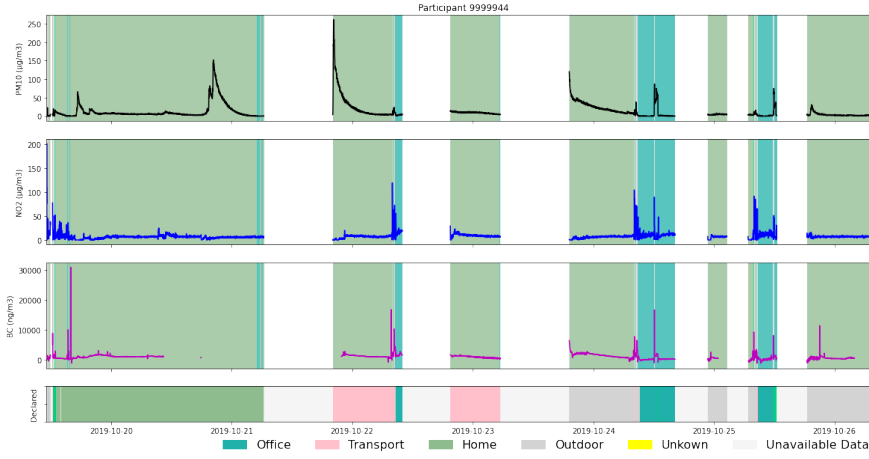 Participant 9999944
PM10 (µg/m3)
250
200
150
100
50
0
NO2 (µg/m3)
200
150
100
50
0
BC (ng/m3)
30000
20000
10000
0
Declared
2019-10-20 2019-10-21 2019-10-22 2019-10-23 2019-10-24 2019-10-25 2019-10-26
Office Transport Home Outdoor Unkown Unavailable Data